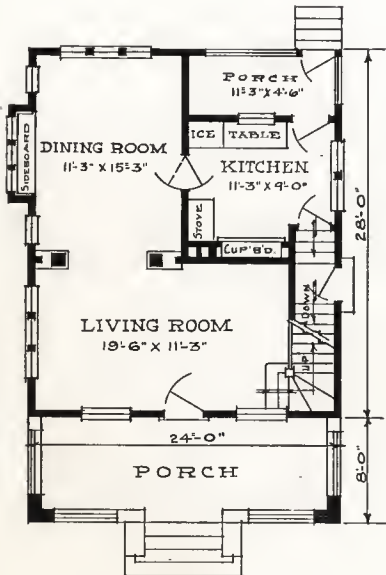 PORCH
11'-3" X 4'-6"
ICE
TABLE
DINING ROOM
11'-3" X 15'-3"
KITCHEN
11'-3" X 9'-0"
SIDEBOARD
STOVE
CUP'B'D.
28'-0"
DOWN
UP
LIVING ROOM
19'-6" X 11'-3"
24'-0"
PORCH
8'-0"